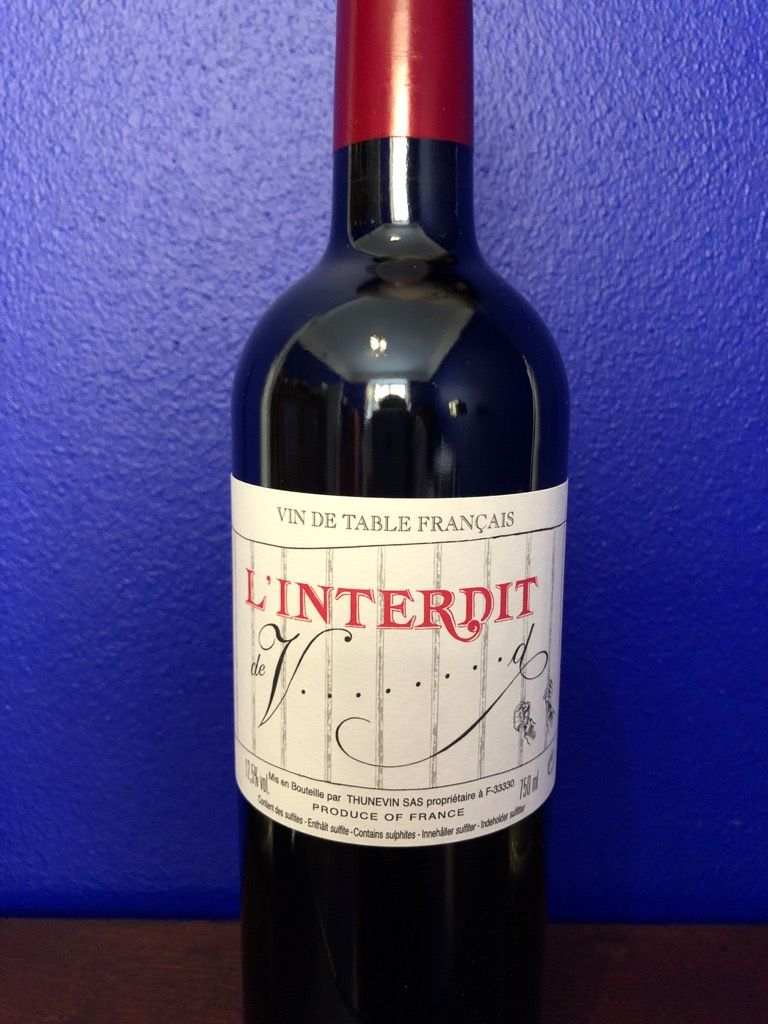 VIN DE TABLE FRANÇAIS
L'INTERDIT
de V........d
12,5% vol. Mis en Bouteille par THUNEVIN SAS propriétaire à F-33330 750 ml
PRODUCE OF FRANCE
Contient des sulfites - Enthält sulfite - Contains sulphites - Innehåller sulfiter - Indeholder sulfitter